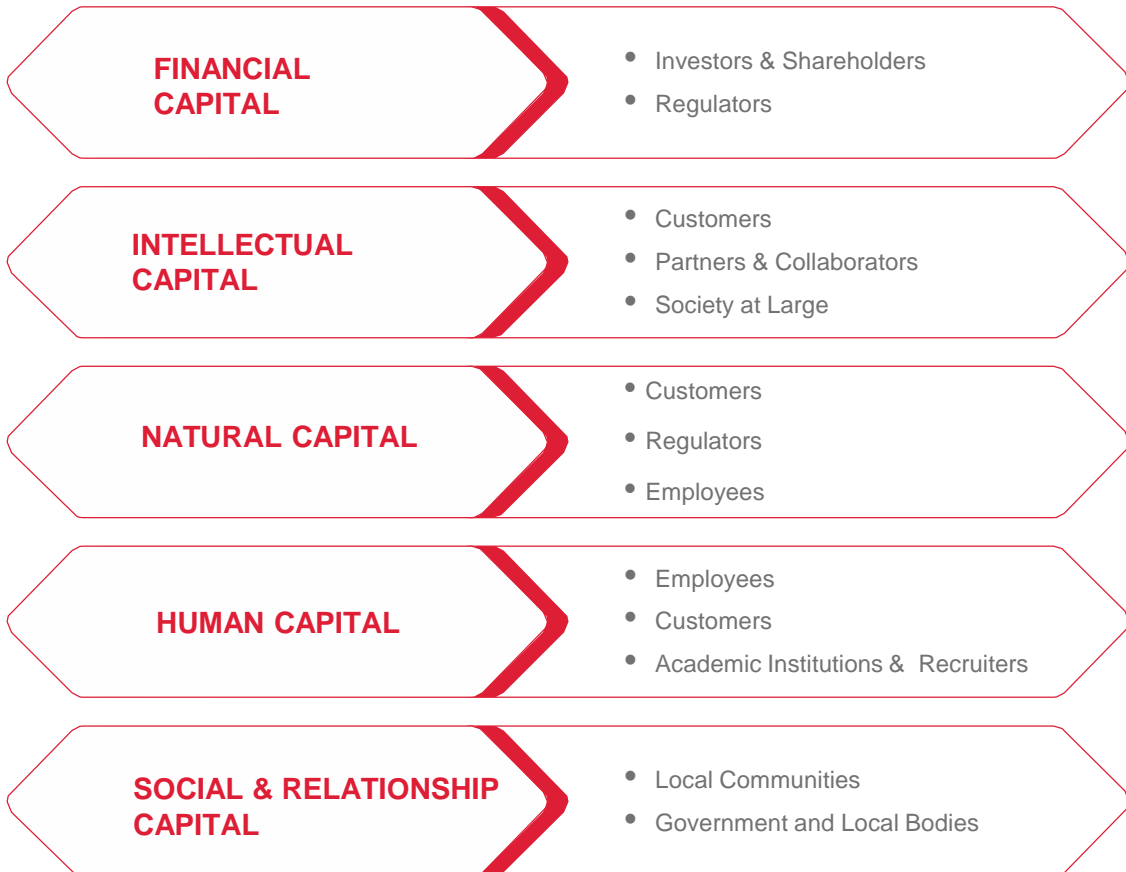 FINANCIAL
CAPITAL
• Investors & Shareholders
• Regulators
INTELLECTUAL
CAPITAL
• Customers
• Partners & Collaborators
• Society at Large
NATURAL CAPITAL
• Customers
• Regulators
• Employees
HUMAN CAPITAL
• Employees
• Customers
• Academic Institutions & Recruiters
SOCIAL & RELATIONSHIP
CAPITAL
• Local Communities
• Government and Local Bodies